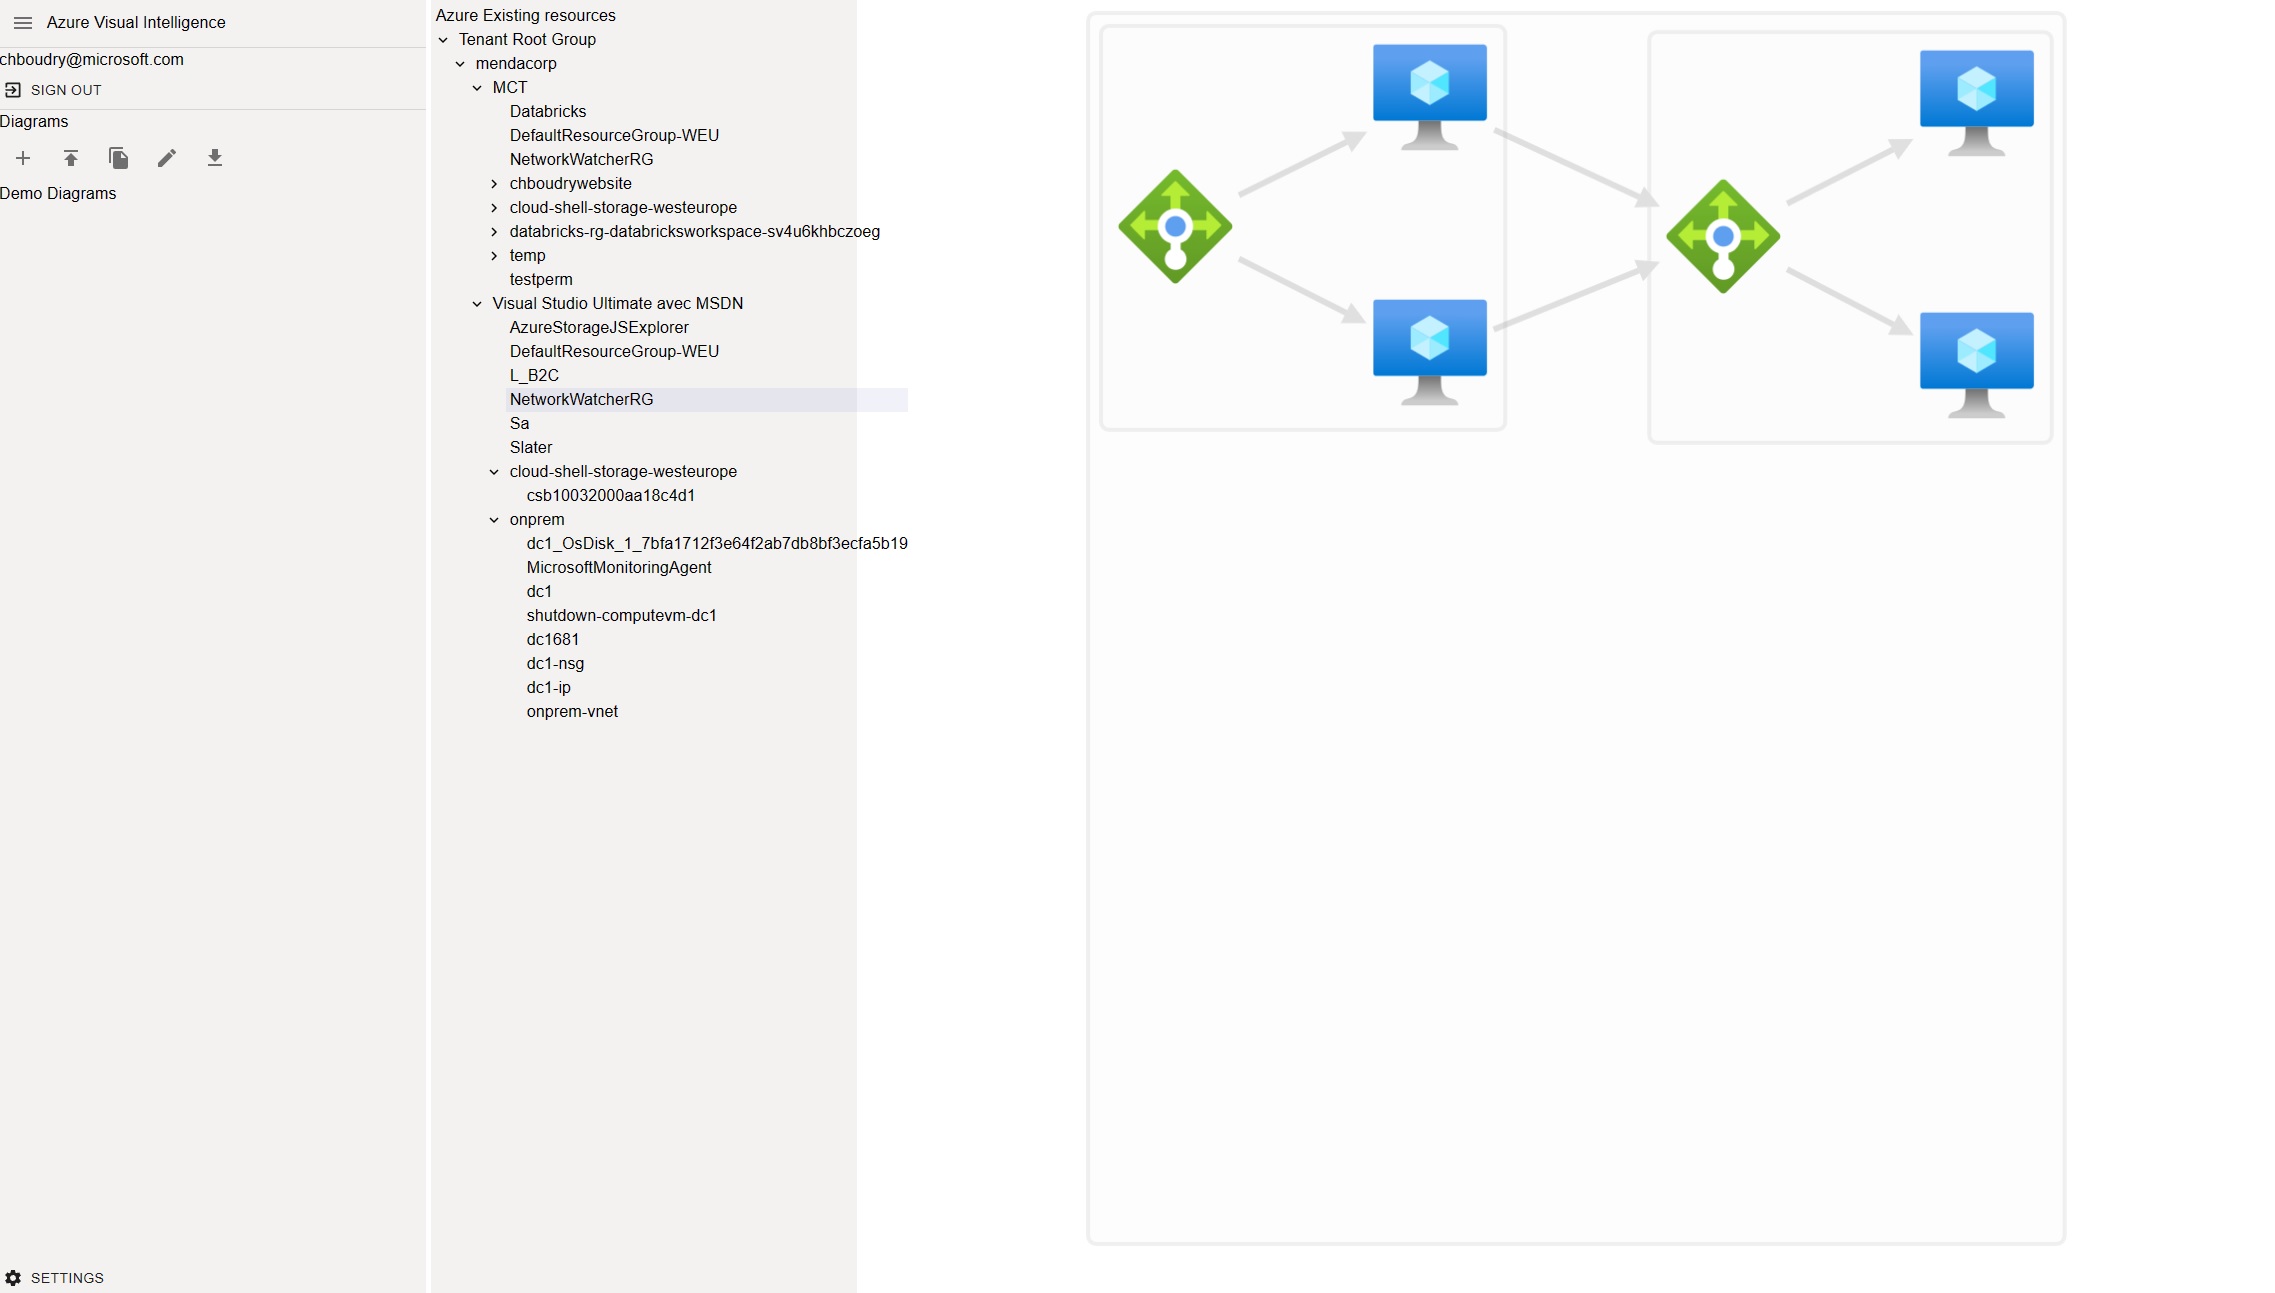 Azure Visual Intelligence
chboudry@microsoft.com
SIGN OUT
Diagrams
Demo Diagrams
SETTINGS
Azure Existing resources
Tenant Root Group
mendacorp
MCT
Databricks
DefaultResourceGroup-WEU
NetworkWatcherRG
chboudrywebsite
cloud-shell-storage-westeurope
databricks-rg-databricksworkspace-sv4u6khbczoeg
temp
testperm
Visual Studio Ultimate avec MSDN
AzureStorageJSExplorer
DefaultResourceGroup-WEU
L_B2C
NetworkWatcherRG
Sa
Slater
cloud-shell-storage-westeurope
csb10032000aa18c4d1
onprem
dc1_OsDisk_1_7bfa1712f3e64f2ab7db8bf3ecfa5b19
MicrosoftMonitoringAgent
dc1
shutdown-computevm-dc1
dc1681
dc1-nsg
dc1-ip
onprem-vnet